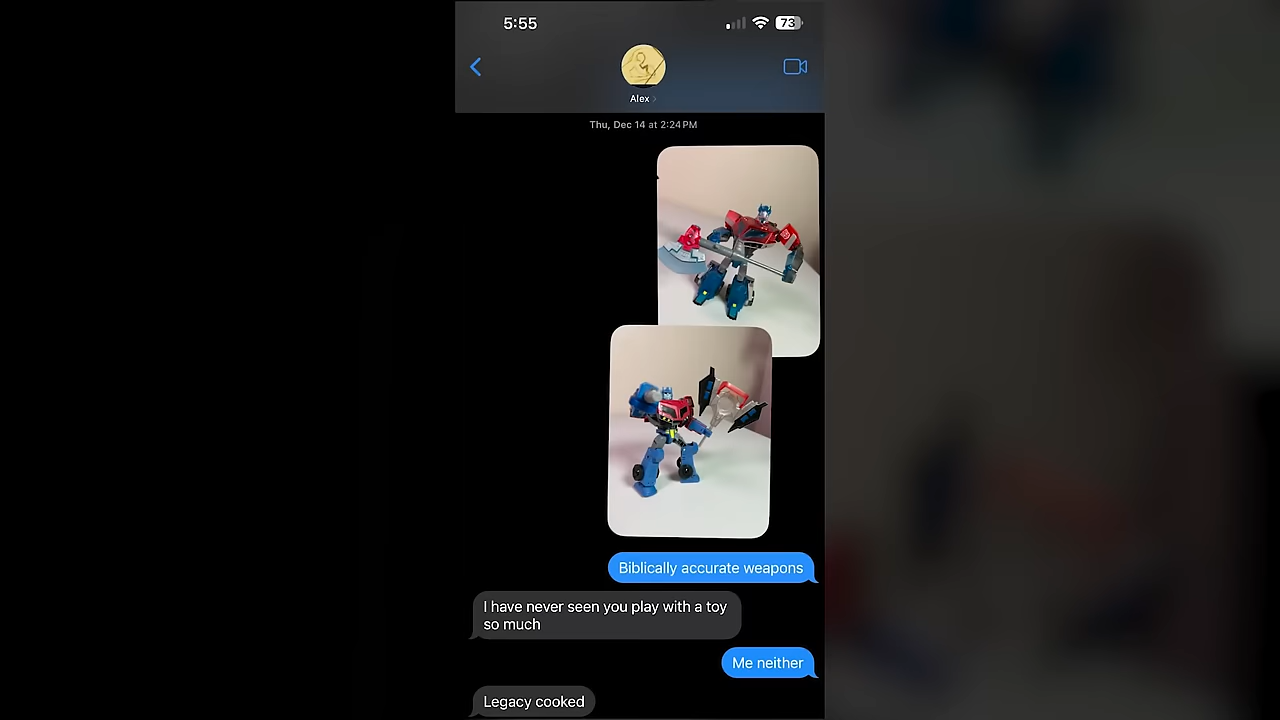 5:55
73
Alex
Thu, Dec 14 at 2:24 PM
Biblically accurate weapons
I have never seen you play with a toy
so much
Me neither
Legacy cooked